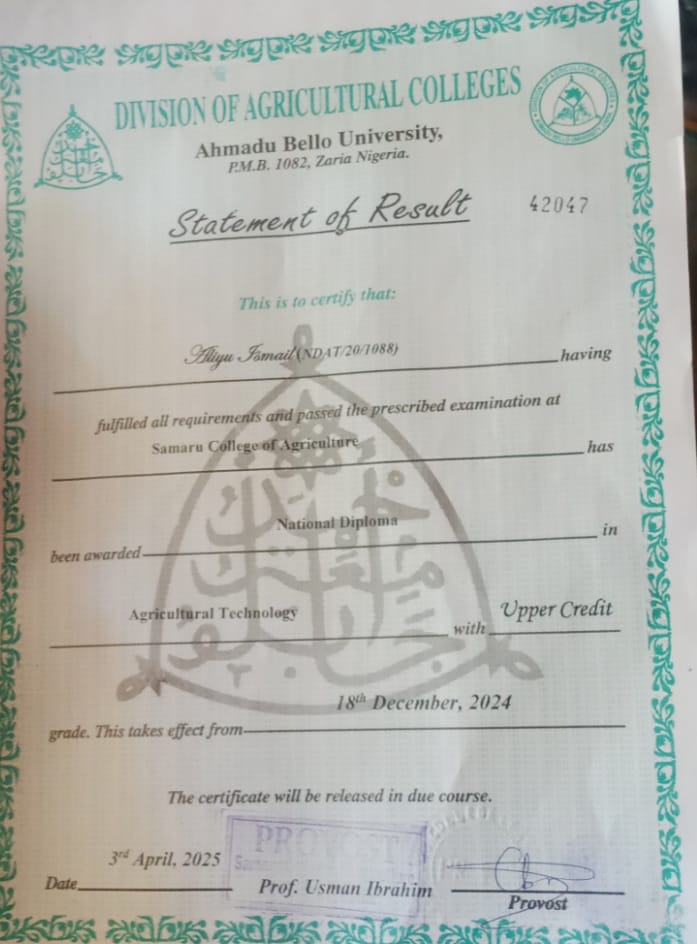 DIVISION OF AGRICULTURAL COLLEGES
Ahmadu Bello University,
P.M.B. 1082, Zaria Nigeria.
Statement of Result
42047
This is to certify that:
Aliyu Ismail (NDAT/20/1088) having
fulfilled all requirements and passed the prescribed examination at
Samaru College of Agriculture has
been awarded National Diploma in
Agricultural Technology with Upper Credit
grade. This takes effect from 18th December, 2024
The certificate will be released in due course.
PROVOST
Date 3rd April, 2025 Prof. Usman Ibrahim
Provost